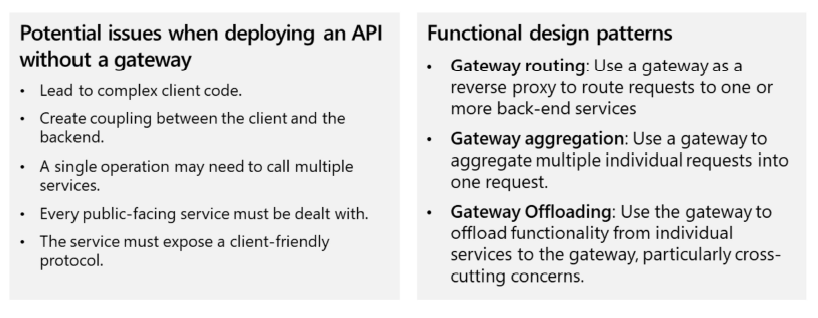 Potential issues when deploying an API
without a gateway
• Lead to complex client code.
• Create coupling between the client and the
backend.
• A single operation may need to call multiple
services.
• Every public-facing service must be dealt with.
• The service must expose a client-friendly
protocol.
Functional design patterns
• Gateway routing: Use a gateway as a
reverse proxy to route requests to one or
more back-end services
• Gateway aggregation: Use a gateway to
aggregate multiple individual requests into
one request.
• Gateway Offloading: Use the gateway to
offload functionality from individual
services to the gateway, particularly cross-
cutting concerns.